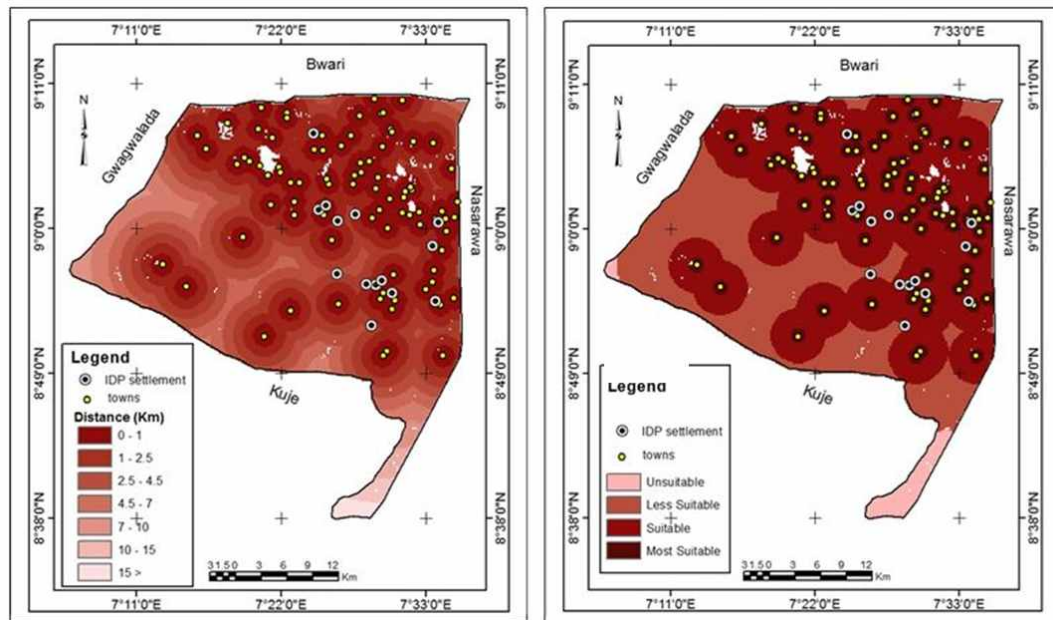 7°11'0"E 7°22'0"E 7°33'0"E
Bwari
N
Gwagwalada
Nasarawa
Kuje
9°11'0"N
9°0'0"N
8°49'0"N
8°38'0"N
9°11'0"N
9°0'0"N
8°49'0"N
8°38'0"N
Legend
IDP settlement
towns
Distance (Km)
0 - 1
1 - 2.5
2.5 - 4.5
4.5 - 7
7 - 10
10 - 15
15 >
3 1.5 0 3 6 9 12
Km
7°11'0"E 7°22'0"E 7°33'0"E
7°11'0"E 7°22'0"E 7°33'0"E
Bwari
N
Gwagwalada
Nasarawa
Kuje
9°11'0"N
9°0'0"N
8°49'0"N
8°38'0"N
9°11'0"N
9°0'0"N
8°49'0"N
8°38'0"N
Legend
IDP settlement
towns
Unsuitable
Less Suitable
Suitable
Most Suitable
3 1.5 0 3 6 9 12
Km
7°11'0"E 7°22'0"E 7°33'0"E